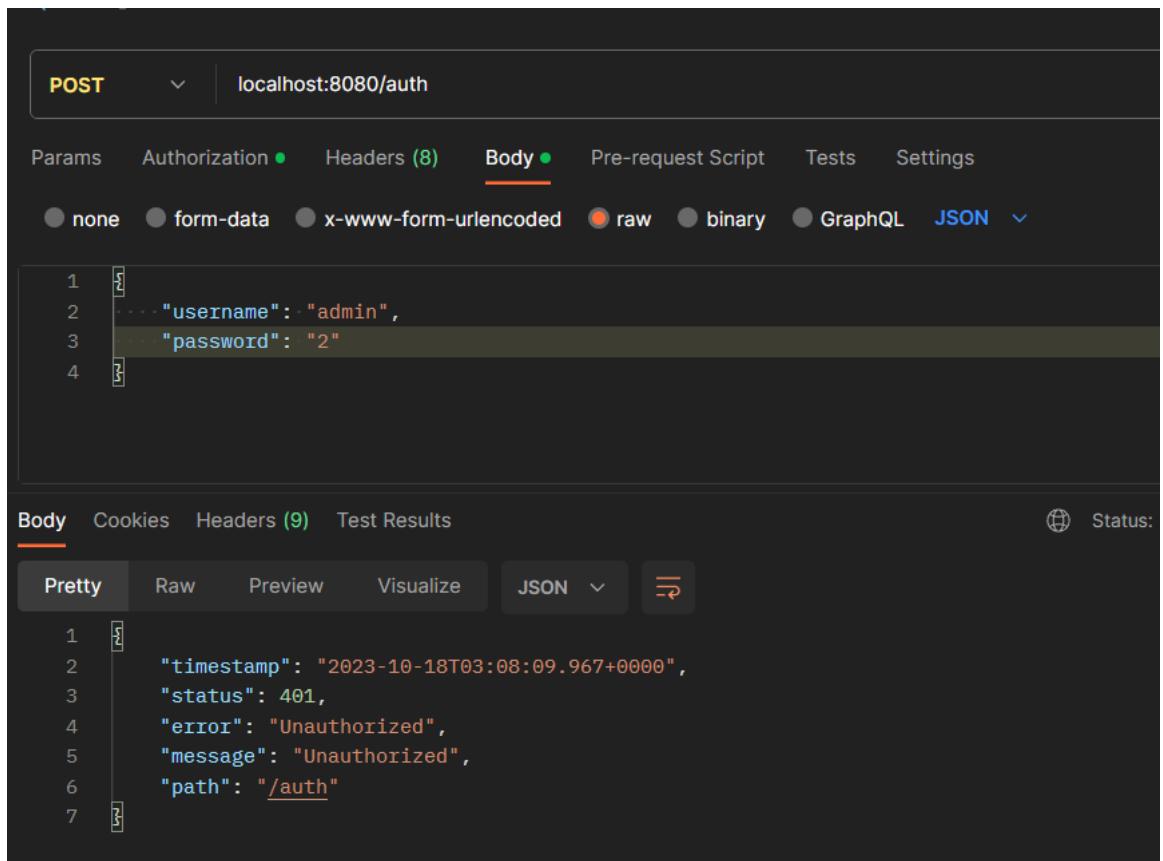 POST localhost:8080/auth
Params Authorization Headers (8) Body Pre-request Script Tests Settings
none form-data x-www-form-urlencoded raw binary GraphQL JSON
1 {
2 "username": "admin",
3 "password": "2"
4 }
Body Cookies Headers (9) Test Results Status:
Pretty Raw Preview Visualize JSON
1 {
2 "timestamp": "2023-10-18T03:08:09.967+0000",
3 "status": 401,
4 "error": "Unauthorized",
5 "message": "Unauthorized",
6 "path": "/auth"
7 }